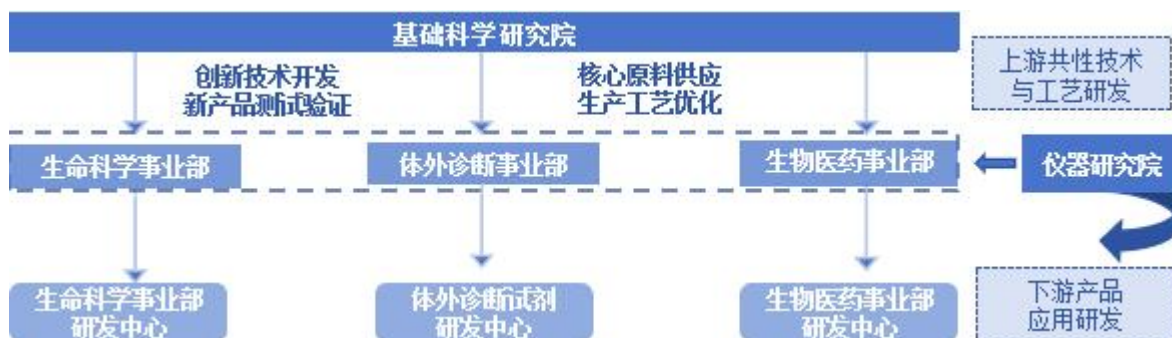 基础科学研究院
创新技术开发
新产品测试验证
核心原料供应
生产工艺优化
上游共性技术
与工艺研发
生命科学事业部
体外诊断事业部
生物医药事业部
仪器研究院
生命科学事业部
研发中心
体外诊断试剂
研发中心
生物医药事业部
研发中心
下游产品
应用研发